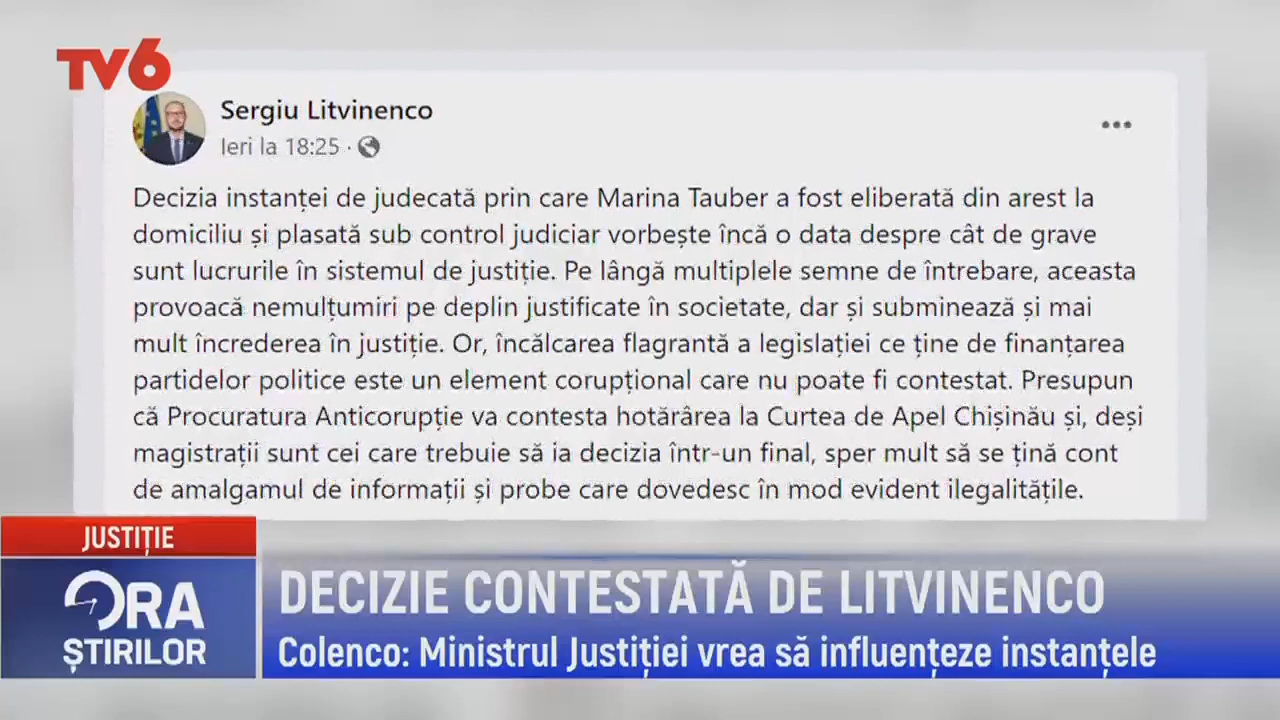 TV6
Sergiu Litvinenco
Ieri la 18:25 ·
Decizia instanței de judecată prin care Marina Tauber a fost eliberată din arest la
domiciliu și plasată sub control judiciar vorbește încă o data despre cât de grave
sunt lucrurile în sistemul de justiție. Pe lângă multiplele semne de întrebare, aceasta
provoacă nemulțumiri pe deplin justificate în societate, dar și subminează și mai
mult încrederea în justiție. Or, încălcarea flagrantă a legislației ce ține de finanțarea
partidelor politice este un element corupțional care nu poate fi contestat. Presupun
că Procuratura Anticorupție va contesta hotărârea la Curtea de Apel Chișinău și, deși
magistrații sunt cei care trebuie să ia decizia într-un final, sper mult să se țină cont
de amalgamul de informații și probe care dovedesc în mod evident ilegalitățile.
JUSTIȚIE
ORA
ȘTIRILOR
DECIZIE CONTESTATĂ DE LITVINENCO
Colenco: Ministrul Justiției vrea să influențeze instanțele